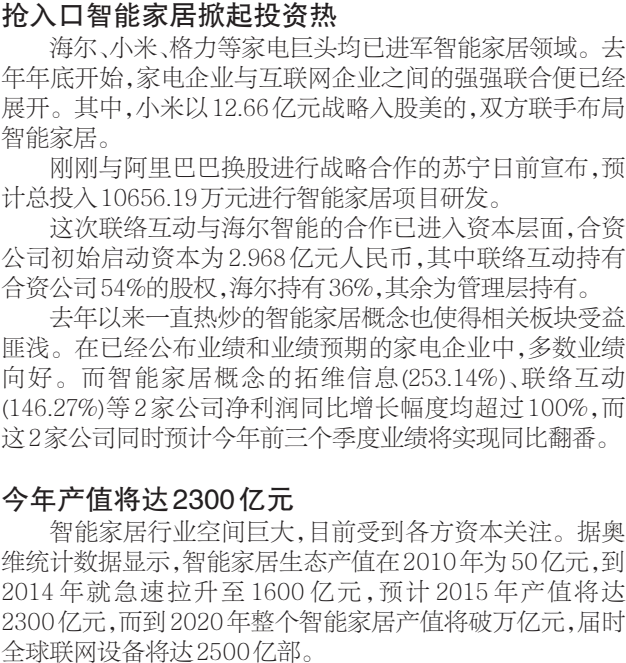 抢入口智能家居掀起投资热
海尔、小米、格力等家电巨头均已进军智能家居领域。去
年年底开始,家电企业与互联网企业之间的强强联合便已经
展开。其中,小米以12.66亿元战略入股美的,双方联手布局
智能家居。
刚刚与阿里巴巴换股进行战略合作的苏宁日前宣布,预
计总投入10656.19万元进行智能家居项目研发。
这次联络互动与海尔智能的合作已进入资本层面,合资
公司初始启动资本为2.968亿元人民币,其中联络互动持有
合资公司54%的股权,海尔持有36%,其余为管理层持有。
去年以来一直热炒的智能家居概念也使得相关板块受益
匪浅。在已经公布业绩和业绩预期的家电企业中,多数业绩
向好。而智能家居概念的拓维信息(253.14%)、联络互动
(146.27%)等2家公司净利润同比增长幅度均超过100%,而
这2家公司同时预计今年前三个季度业绩将实现同比翻番。
今年产值将达2300亿元
智能家居行业空间巨大,目前受到各方资本关注。据奥
维统计数据显示,智能家居生态产值在2010年为50亿元,到
2014年就急速拉升至1600亿元,预计2015年产值将达
2300亿元,而到2020年整个智能家居产值将破万亿元,届时
全球联网设备将达2500亿部。